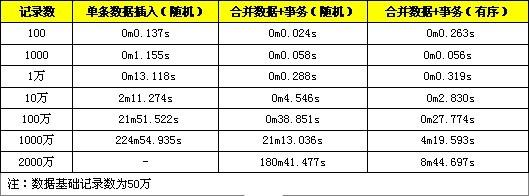 记录数 单条数据插入（随机） 合并数据+事务（随机） 合并数据+事务（有序）
100 0m0.137s 0m0.024s 0m0.263s
1000 0m1.155s 0m0.058s 0m0.056s
1万 0m13.118s 0m0.288s 0m0.319s
10万 2m11.274s 0m4.546s 0m2.830s
100万 21m51.522s 0m38.851s 0m27.774s
1000万 224m54.935s 21m13.036s 4m19.593s
2000万 - 180m41.477s 8m44.697s
注：数据基础记录数为50万